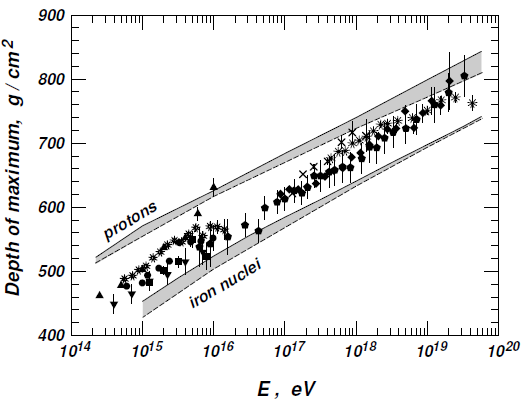 900
800
700
600
500
400
Depth of maximum, g / cm²
protons
iron nuclei
10¹⁴ 10¹⁵ 10¹⁶ 10¹⁷ 10¹⁸ 10¹⁹ 10²⁰
E , eV